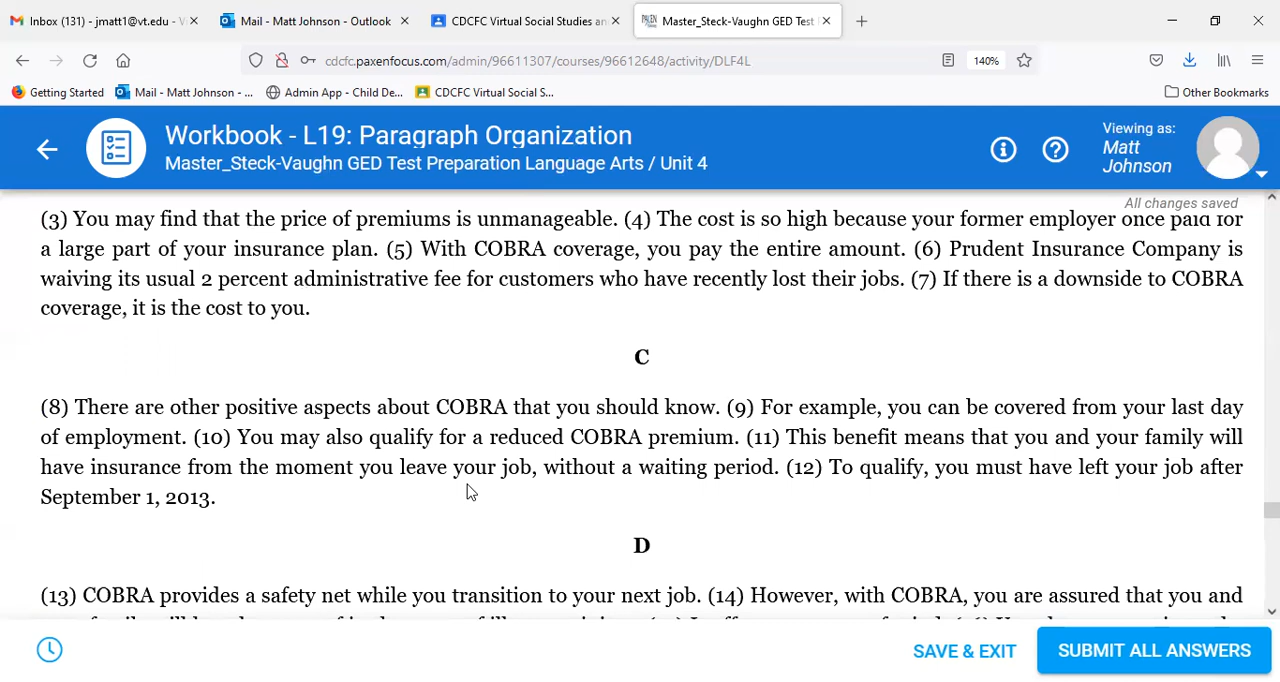 Inbox (131) - jmatt1@vt.edu - V
Mail - Matt Johnson - Outlook
CDCFC Virtual Social Studies an
Master_Steck-Vaughn GED Test
cdcfc.paxenfocus.com/admin/96611307/courses/96612648/activity/DLF4L
140%
Getting Started
Mail - Matt Johnson - ...
Admin App - Child De...
CDCFC Virtual Social S...
Other Bookmarks
Workbook - L19: Paragraph Organization
Master_Steck-Vaughn GED Test Preparation Language Arts / Unit 4
Viewing as:
Matt
Johnson
All changes saved
(3) You may find that the price of premiums is unmanageable. (4) The cost is so high because your former employer once paid for
a large part of your insurance plan. (5) With COBRA coverage, you pay the entire amount. (6) Prudent Insurance Company is
waiving its usual 2 percent administrative fee for customers who have recently lost their jobs. (7) If there is a downside to COBRA
coverage, it is the cost to you.
C
(8) There are other positive aspects about COBRA that you should know. (9) For example, you can be covered from your last day
of employment. (10) You may also qualify for a reduced COBRA premium. (11) This benefit means that you and your family will
have insurance from the moment you leave your job, without a waiting period. (12) To qualify, you must have left your job after
September 1, 2013.
D
(13) COBRA provides a safety net while you transition to your next job. (14) However, with COBRA, you are assured that you and
SAVE & EXIT
SUBMIT ALL ANSWERS